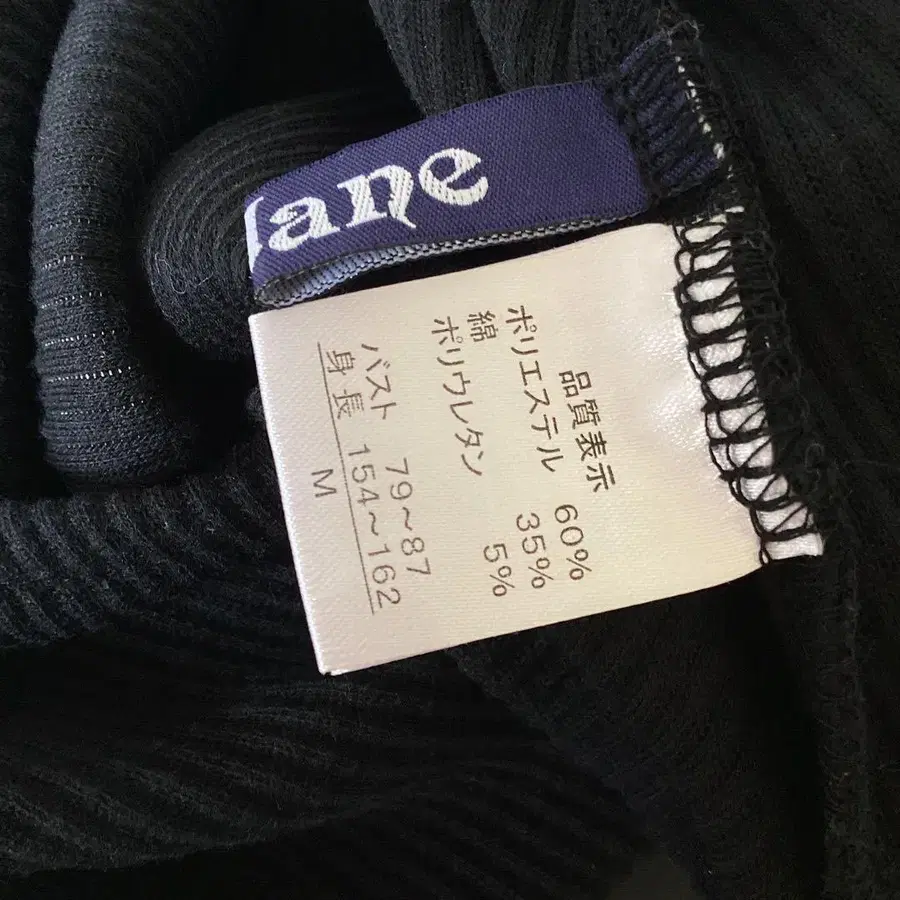 Jane
品質表示
ポリエステル 60%
綿 35%
ポリウレタン 5%
バスト 79~87
身長 154~162
M